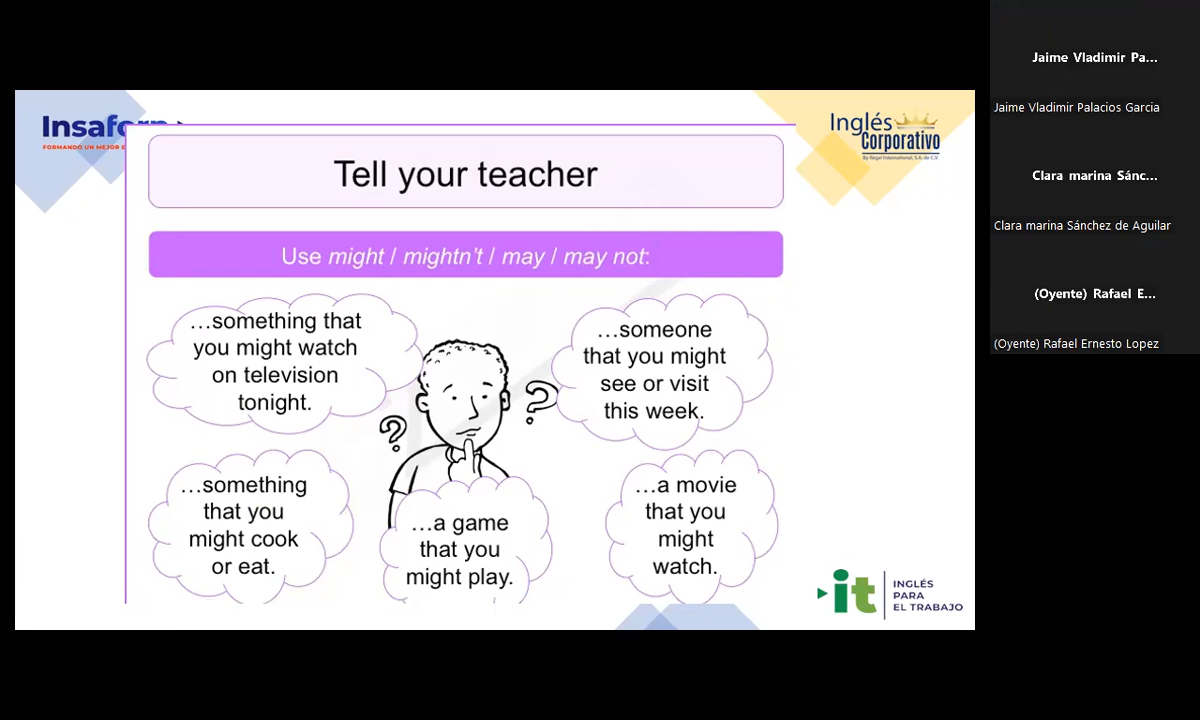 Insaforp
FORMANDO UN MEJOR E
Inglés
Corporativo
By Regal International, S.A. de C.V.
Tell your teacher
Use might / mightn't / may / may not:
…something that
you might watch
on television
tonight.
…someone
that you might
see or visit
this week.
?
?
…something
that you
might cook
or eat.
…a game
that you
might play.
…a movie
that you
might
watch.
it
INGLÉS
PARA
EL TRABAJO
Jaime Vladimir Pa...
Jaime Vladimir Palacios Garcia
Clara marina Sánc...
Clara marina Sánchez de Aguilar
(Oyente) Rafael E...
(Oyente) Rafael Ernesto Lopez